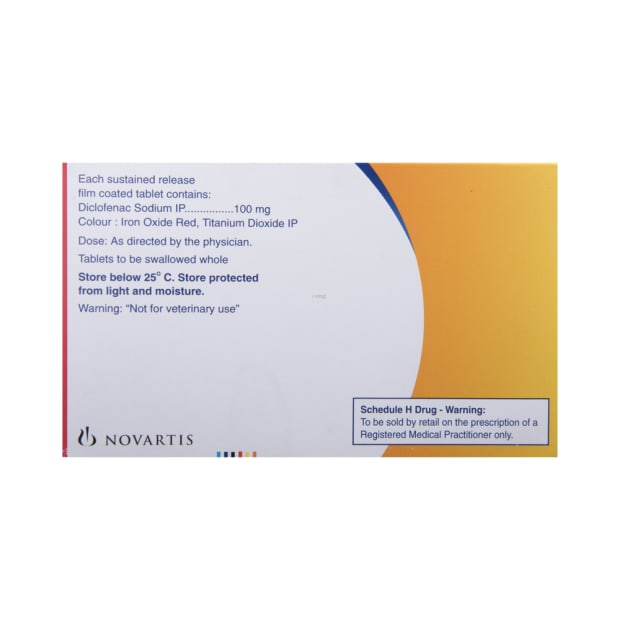 Each sustained release
film coated tablet contains:
Diclofenac Sodium IP................100 mg
Colour : Iron Oxide Red, Titanium Dioxide IP
Dose: As directed by the physician.
Tablets to be swallowed whole
Store below 25° C. Store protected
from light and moisture.
Warning: “Not for veterinary use”
Schedule H Drug - Warning:
To be sold by retail on the prescription of a
Registered Medical Practitioner only.
NOVARTIS